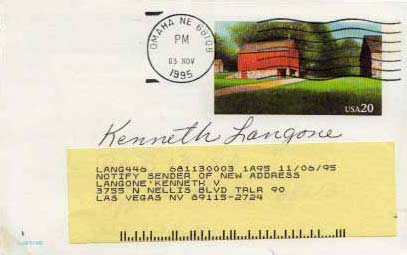 OMAHA NE 68108
PM
03 NOV
1995
USA20
Kenneth Langone
LANG446 681130003 1A95 11/06/95
NOTIFY SENDER OF NEW ADDRESS
LANGONE'KENNETH V
3755 N NELLIS BLVD TRLR 90
LAS VEGAS NV 89115-2724